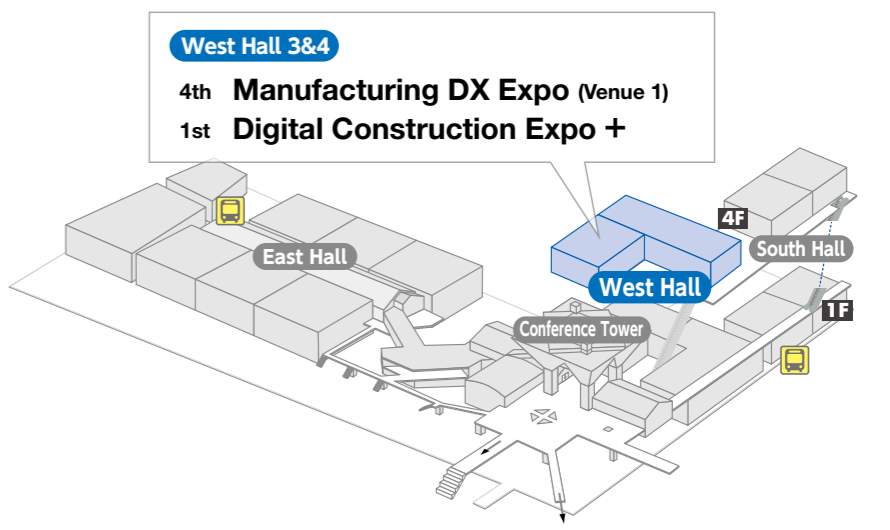 West Hall 3&4
4th Manufacturing DX Expo (Venue 1)
1st Digital Construction Expo +
4F
East Hall
South Hall
West Hall
1F
Conference Tower